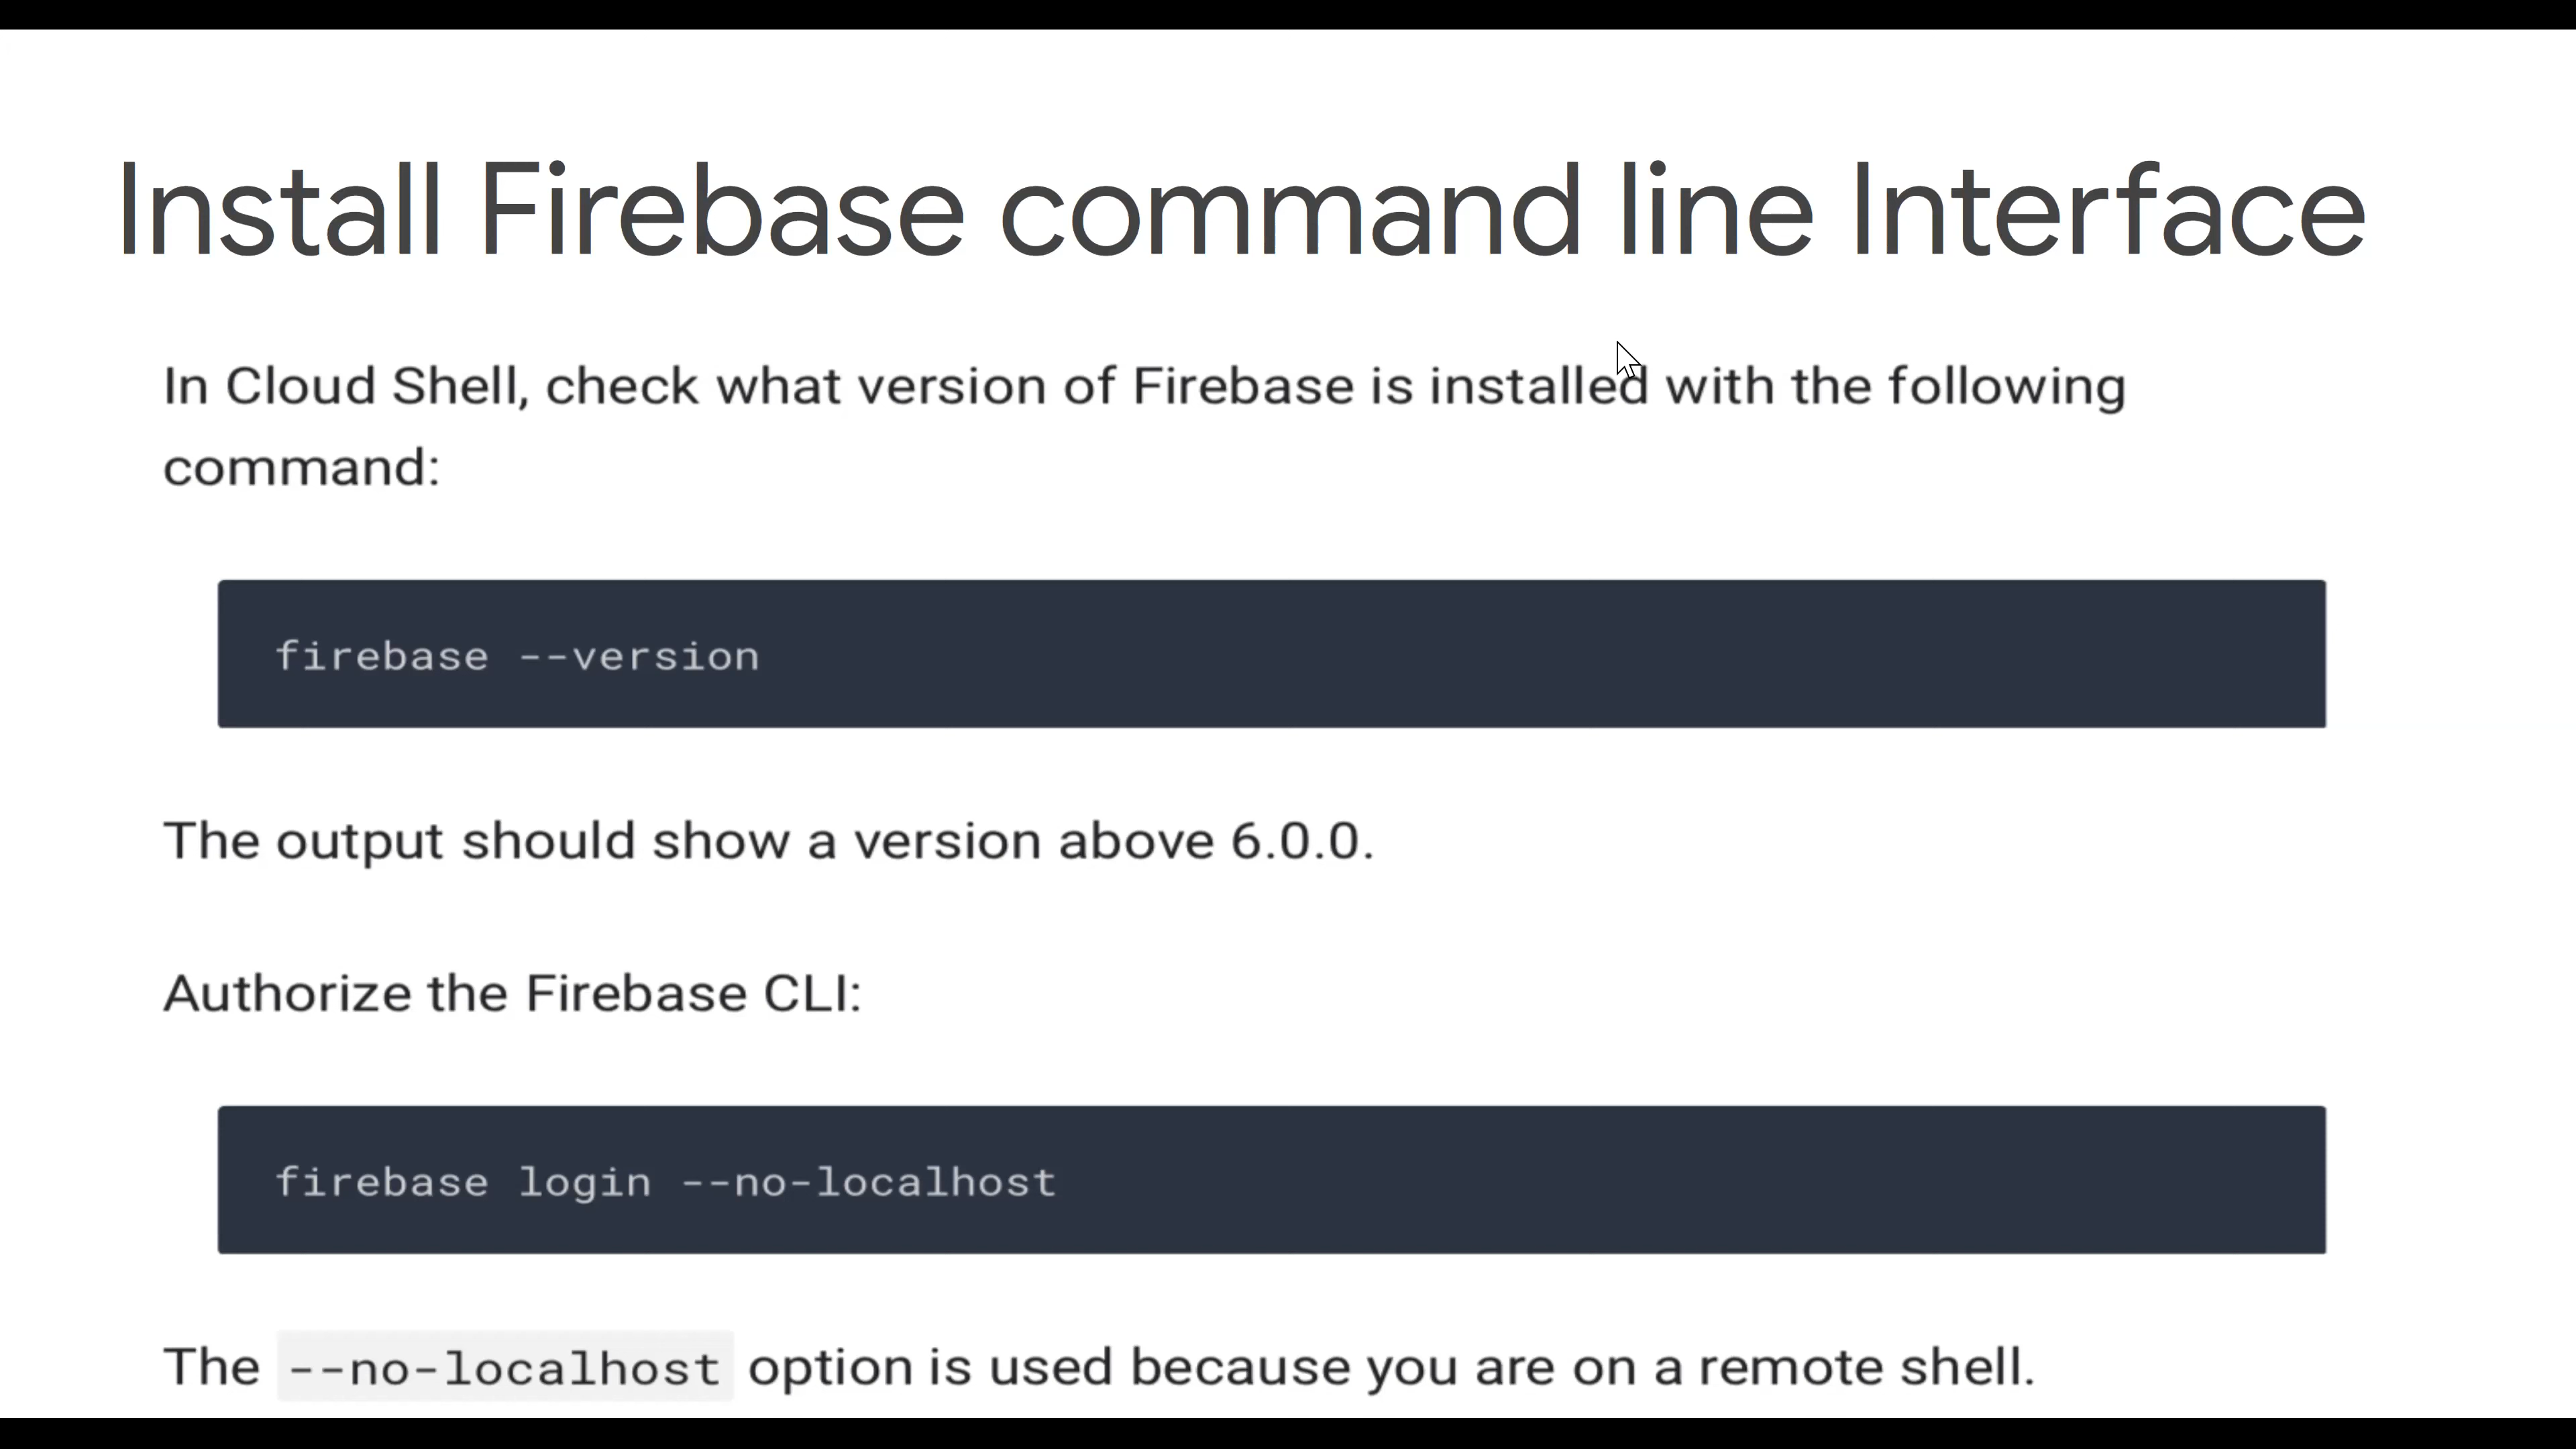 Install Firebase command line Interface
In Cloud Shell, check what version of Firebase is installed with the following
command:
firebase --version
The output should show a version above 6.0.0.
Authorize the Firebase CLI:
firebase login --no-localhost
The --no-localhost option is used because you are on a remote shell.